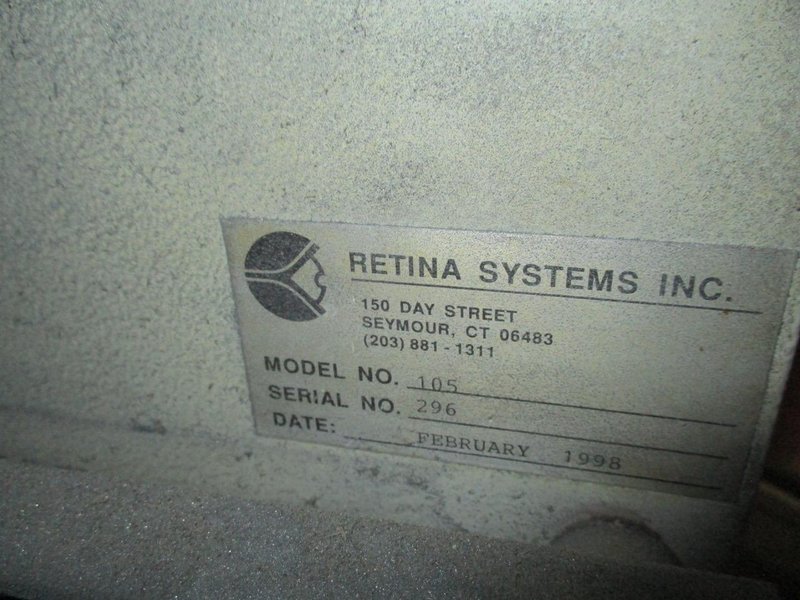 RETINA SYSTEMS INC.
150 DAY STREET
SEYMOUR, CT 06483
(203) 881-1311
MODEL NO. 105
SERIAL NO. 296
DATE: FEBRUARY 1998